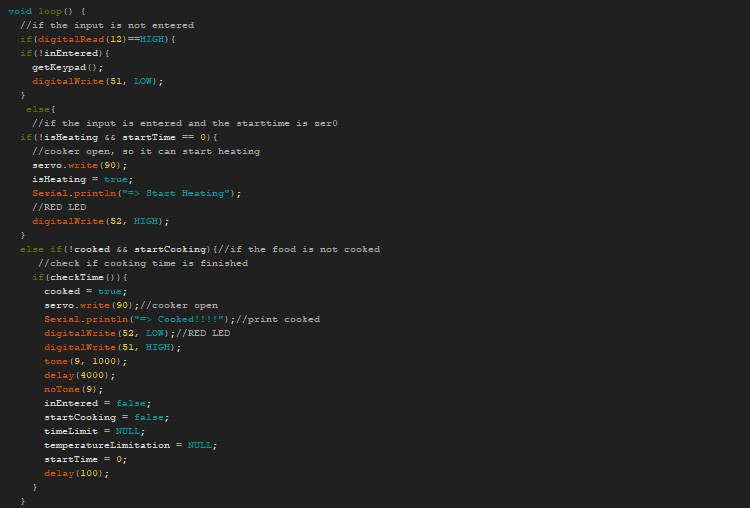 void loop() {
//if the input is not entered
if(digitalRead(12)==HIGH){
if(!inEntered){
getKeypad();
digitalWrite(51, LOW);
}
else{
//if the input is entered and the starttime is zer0
if(!isHeating && startTime == 0){
//cooker open, so it can start heating
servo.write(90);
isHeating = true;
Serial.println("=> Start Heating");
//RED LED
digitalWrite(52, HIGH);
}
else if(!cooked && startCooking){//if the food is not cooked
//check if cooking time is finished
if(checkTime()){
cooked = true;
servo.write(90);//cooker open
Serial.println("=> Cooked!!!!");//print cooked
digitalWrite(52, LOW);//RED LED
digitalWrite(51, HIGH);
tone(9, 1000);
delay(4000);
noTone(9);
inEntered = false;
startCooking = false;
timeLimit = NULL;
temperatureLimitation = NULL;
startTime = 0;
delay(100);
}
}